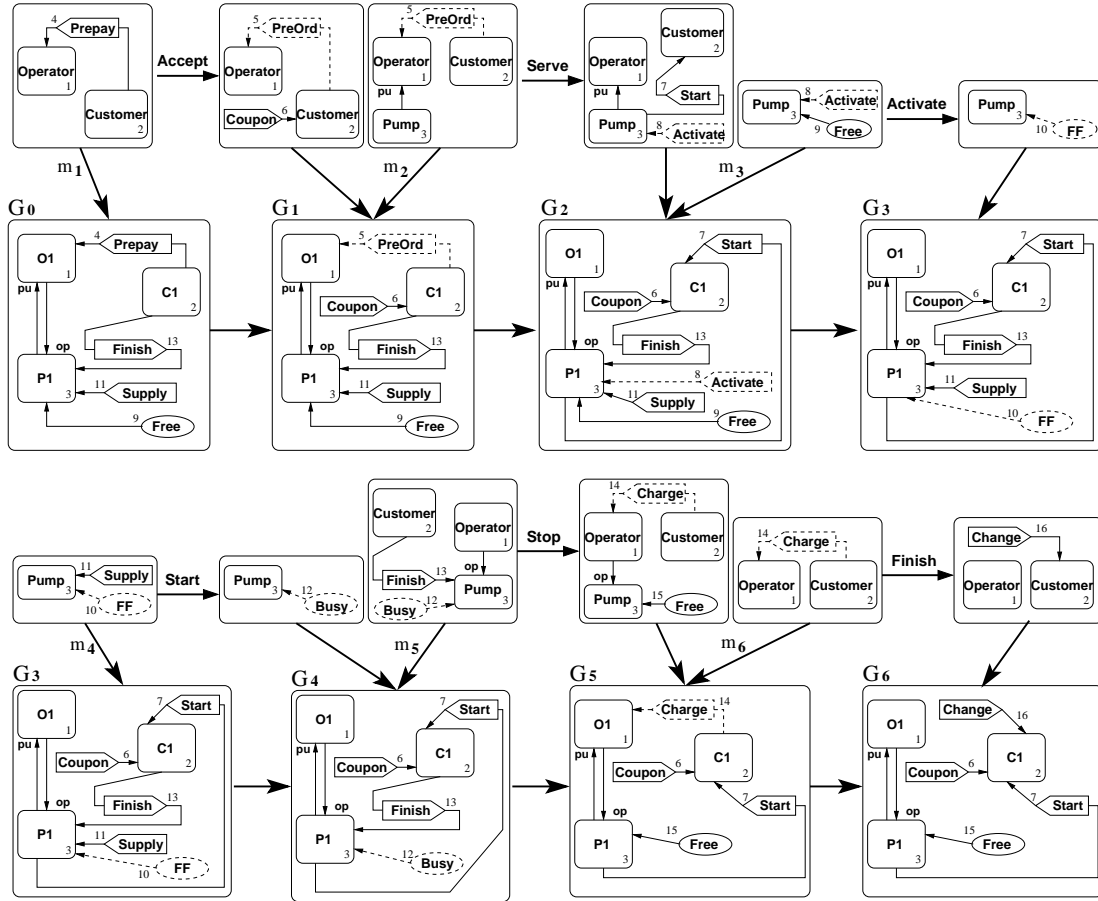 4 Prepay
Operator
1
Customer
2
Accept
5 PreOrd
Operator
1
Coupon 6 Customer
2
5 PreOrd
Operator
1
Customer
2
pu
Pump
3
Serve
Customer
2
Operator
1
pu
7 Start
Pump
3
8 Activate
Pump
3
8 Activate
9 Free
Activate
Pump
3
10 FF
m1
m2
m3
G0
O1
1
4 Prepay
C1
2
pu
Finish 13
op
P1
3
11 Supply
9 Free
G1
O1
1
5 PreOrd
Coupon 6 C1
2
pu
Finish 13
op
P1
3
11 Supply
9 Free
G2
O1
1
7 Start
Coupon 6 C1
2
pu
Finish 13
op
P1
3
8 Activate
11 Supply
9 Free
G3
O1
1
7 Start
Coupon 6 C1
2
pu
Finish 13
op
P1
3
11 Supply
10 FF
Pump
3
11 Supply
10 FF
Start
Pump
3
12 Busy
Customer
2
Operator
1
op
Finish 13
Pump
3
Busy 12
Stop
14 Charge
Operator
1
Customer
2
op
Pump
3
15 Free
14 Charge
Operator
1
Customer
2
Finish
Change 16
Operator
1
Customer
2
m4
m5
m6
G3
O1
1
7 Start
Coupon 6 C1
2
pu
Finish 13
op
P1
3
11 Supply
10 FF
G4
O1
1
7 Start
Coupon 6 C1
2
pu
Finish 13
op
P1
3
12 Busy
G5
O1
1
Charge 14
Coupon 6 C1
2
pu
7 Start
op
P1
3
15 Free
G6
O1
1
Change 16
Coupon 6 C1
2
pu
7 Start
op
P1
3
15 Free